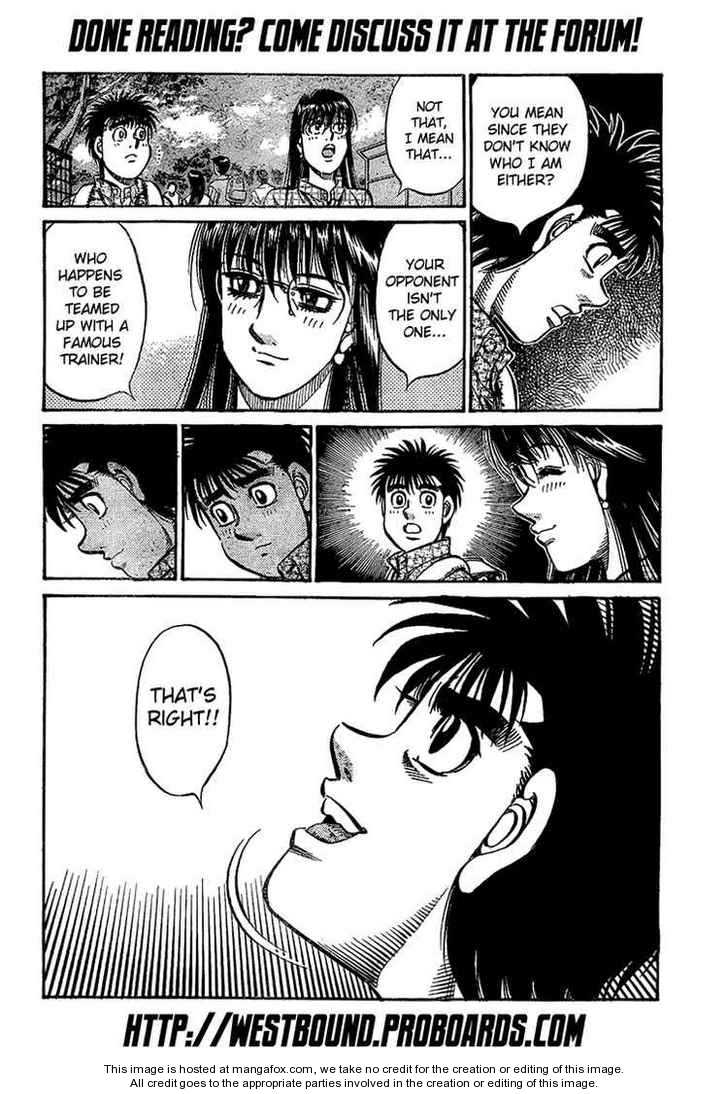 DONE READING? COME DISCUSS IT AT THE FORUM!
NOT
THAT,
I MEAN
THAT...
YOU MEAN
SINCE THEY
DON'T KNOW
WHO I AM
EITHER?
WHO
HAPPENS
TO BE
TEAMED
UP WITH A
FAMOUS
TRAINER!
YOUR
OPPONENT
ISN'T
THE ONLY
ONE...
THAT'S
RIGHT!!
HTTP://WESTBOUND.PROBOARDS.COM
This image is hosted at mangafox.com, we take no credit for the creation or editing of this image.
All credit goes to the appropriate parties involved in the creation or editing of this image.